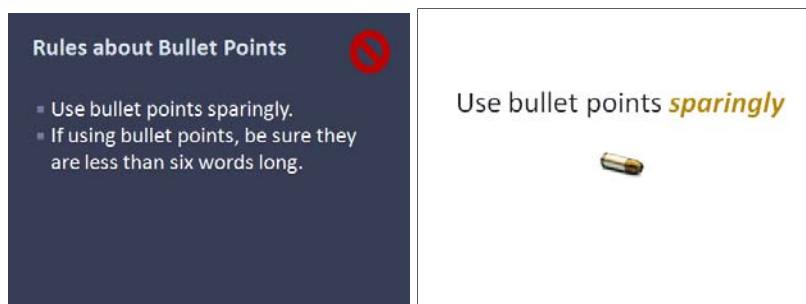 Rules about Bullet Points
Use bullet points sparingly.
If using bullet points, be sure they
are less than six words long.
Use bullet points sparingly